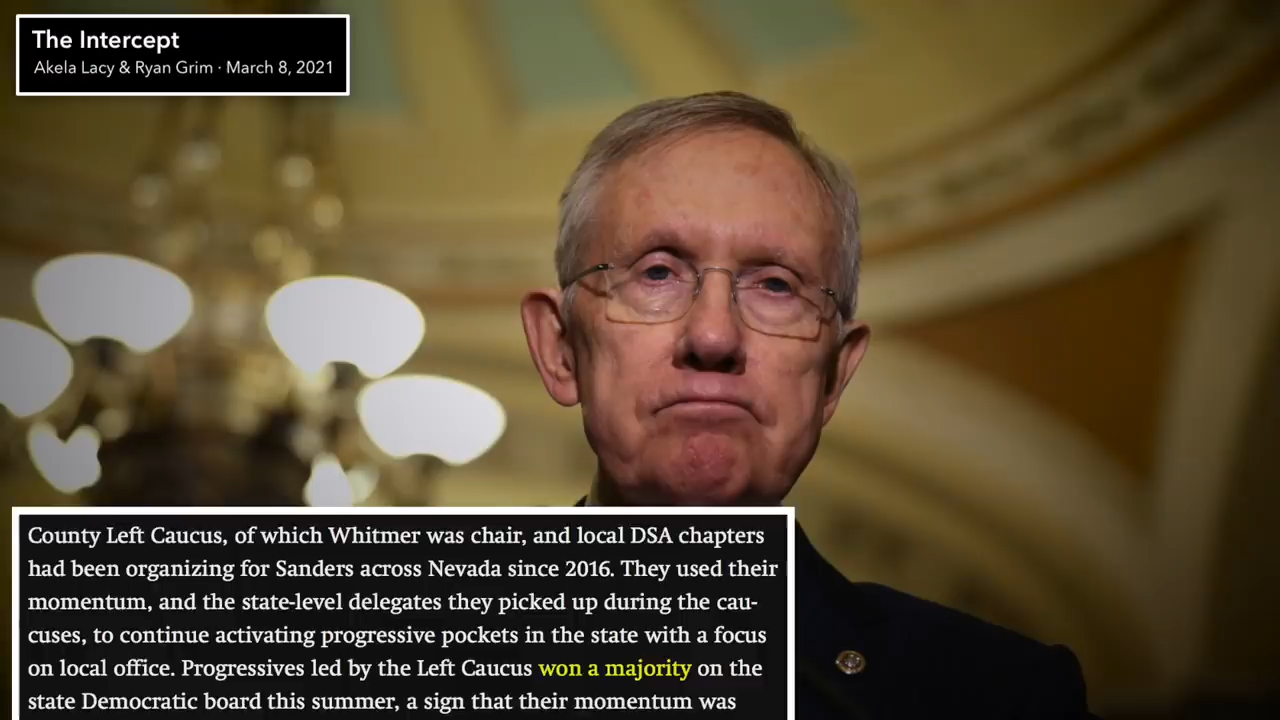 The Intercept
Akela Lacy & Ryan Grim · March 8, 2021
County Left Caucus, of which Whitmer was chair, and local DSA chapters
had been organizing for Sanders across Nevada since 2016. They used their
momentum, and the state-level delegates they picked up during the cau-
cuses, to continue activating progressive pockets in the state with a focus
on local office. Progressives led by the Left Caucus won a majority on the
state Democratic board this summer, a sign that their momentum was